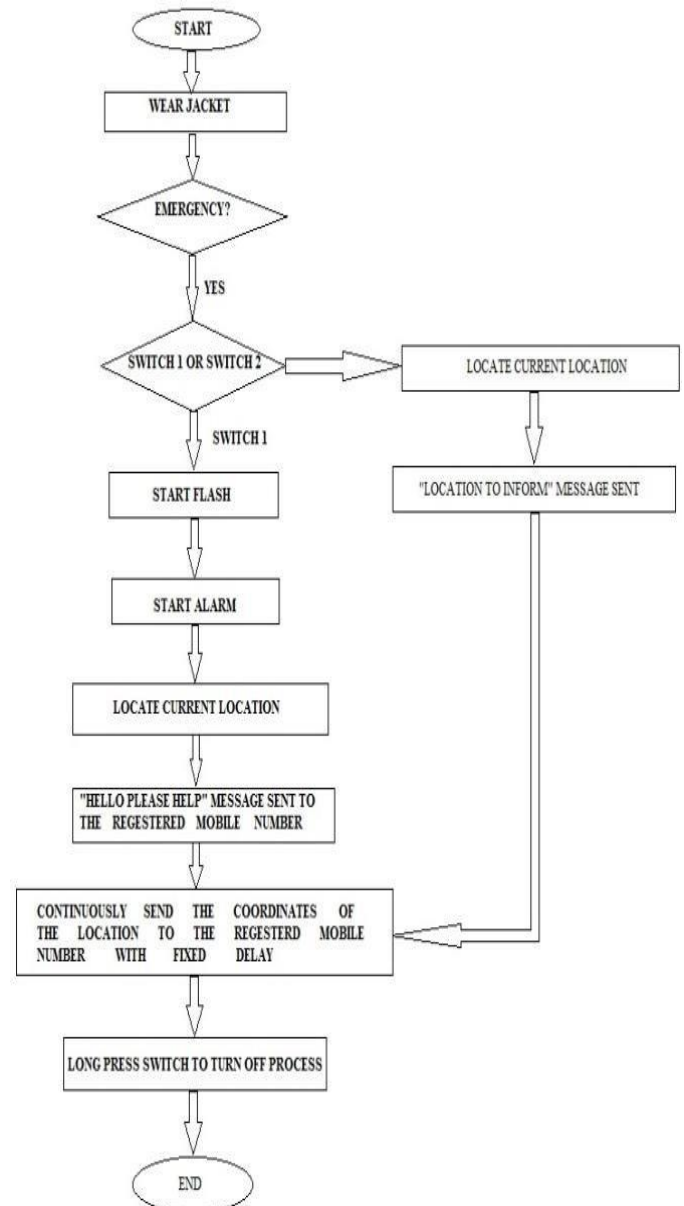 START
WEAR JACKET
EMERGENCY?
YES
SWITCH 1 OR SWITCH 2
LOCATE CURRENT LOCATION
SWITCH 1
"LOCATION TO INFORM" MESSAGE SENT
START FLASH
START ALARM
LOCATE CURRENT LOCATION
"HELLO PLEASE HELP" MESSAGE SENT TO
THE REGESTERED MOBILE NUMBER
CONTINUOUSLY SEND THE COORDINATES OF
THE LOCATION TO THE REGESTERD MOBILE
NUMBER WITH FIXED DELAY
LONG PRESS SWITCH TO TURN OFF PROCESS
END